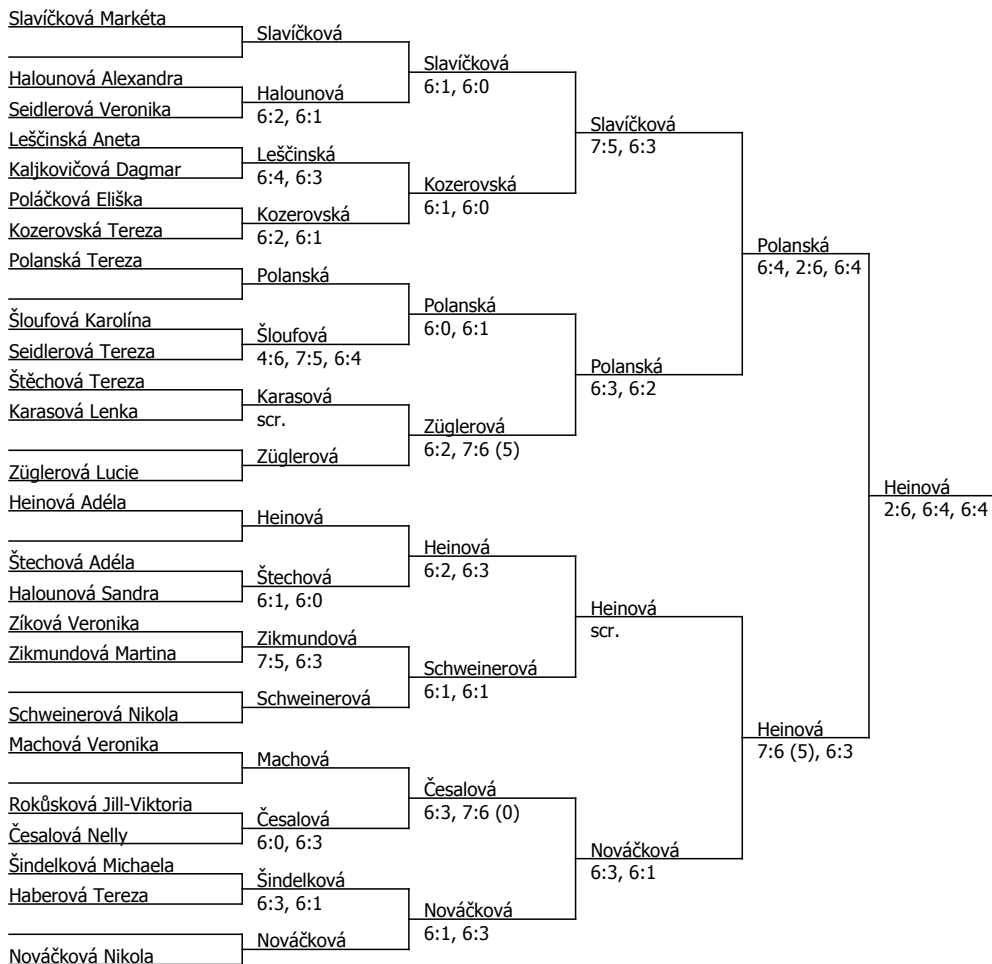 Slavíčková Markéta
Halounová Alexandra
Seidlerová Veronika
Leščinská Aneta
Kaljkovičová Dagmar
Poláčková Eliška
Kozerovská Tereza
Polanská Tereza
Šloufová Karolína
Seidlerová Tereza
Štěchová Tereza
Karasová Lenka
Züglerová Lucie
Heinová Adéla
Štechová Adéla
Halounová Sandra
Zíková Veronika
Zikmundová Martina
Schweinerová Nikola
Machová Veronika
Rokůsková Jill-Viktoria
Česalová Nelly
Šindelková Michaela
Haberová Tereza
Nováčková Nikola
Slavíčková
Halounová
6:2, 6:1
Leščinská
6:4, 6:3
Kozerovská
6:2, 6:1
Polanská
Šloufová
4:6, 7:5, 6:4
Karasová
scr.
Züglerová
Heinová
Štechová
6:1, 6:0
Zikmundová
7:5, 6:3
Schweinerová
Machová
Česalová
6:0, 6:3
Šindelková
6:3, 6:1
Nováčková
Slavíčková
6:1, 6:0
Kozerovská
6:1, 6:0
Polanská
6:0, 6:1
Züglerová
6:2, 7:6 (5)
Heinová
6:2, 6:3
Schweinerová
6:1, 6:1
Česalová
6:3, 7:6 (0)
Nováčková
6:1, 6:3
Slavíčková
7:5, 6:3
Polanská
6:3, 6:2
Heinová
scr.
Nováčková
6:3, 6:1
Polanská
6:4, 2:6, 6:4
Heinová
7:6 (5), 6:3
Heinová
2:6, 6:4, 6:4